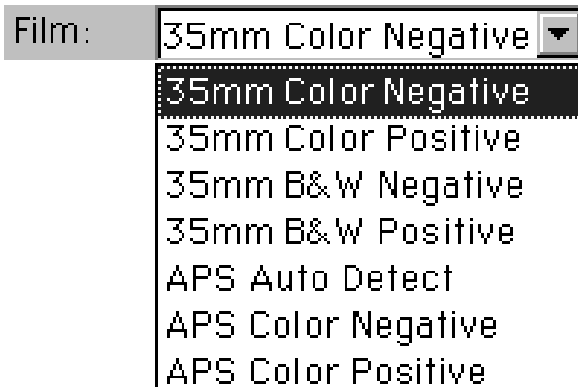 Film: 35mm Color Negative
35mm Color Negative
35mm Color Positive
35mm B&W Negative
35mm B&W Positive
APS Auto Detect
APS Color Negative
APS Color Positive